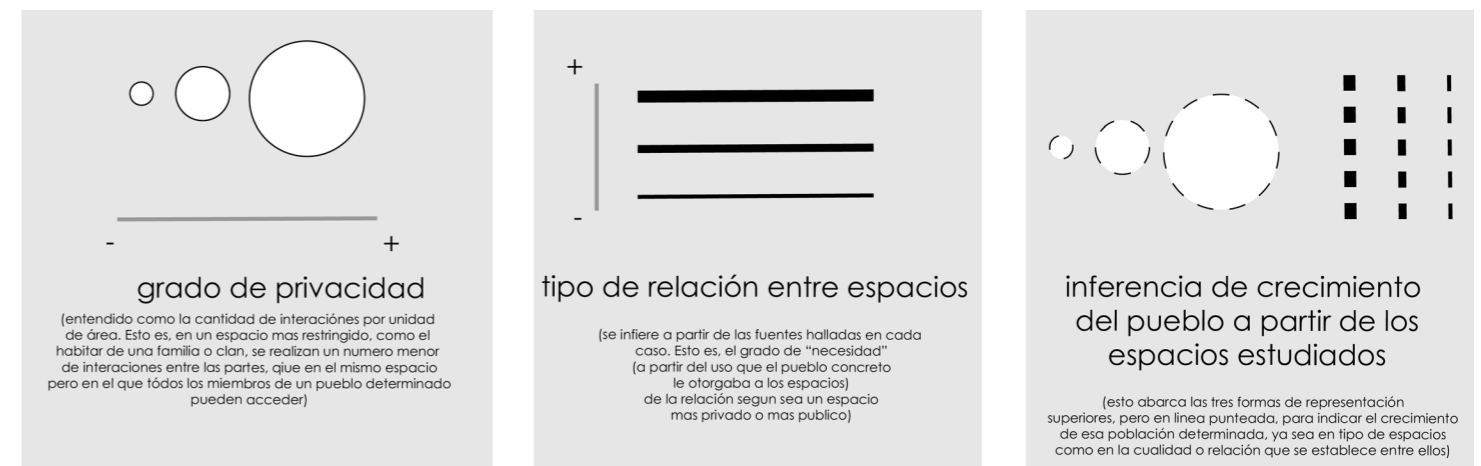 -
+
grado de privacidad
(entendido como la cantidad de interaciónes por unidad
de área. Esto es, en un espacio mas restringido, como el
habitar de una familia o clan, se realizan un numero menor
de interaciones entre las partes, qiue en el mismo espacio
pero en el que tódos los miembros de un pueblo determinado
pueden acceder)
+
-
tipo de relación entre espacios
(se infiere a partir de las fuentes halladas en cada
caso. Esto es, el grado de “necesidad”
(a partir del uso que el pueblo concreto
le otorgaba a los espacios)
de la relación segun sea un espacio
mas privado o mas publico)
inferencia de crecimiento
del pueblo a partir de los
espacios estudiados
(esto abarca las tres formas de representación
superiores, pero en linea punteada, para indicar el crecimiento
de esa población determinada, ya sea en tipo de espacios
como en la cualidad o relación que se establece entre ellos)